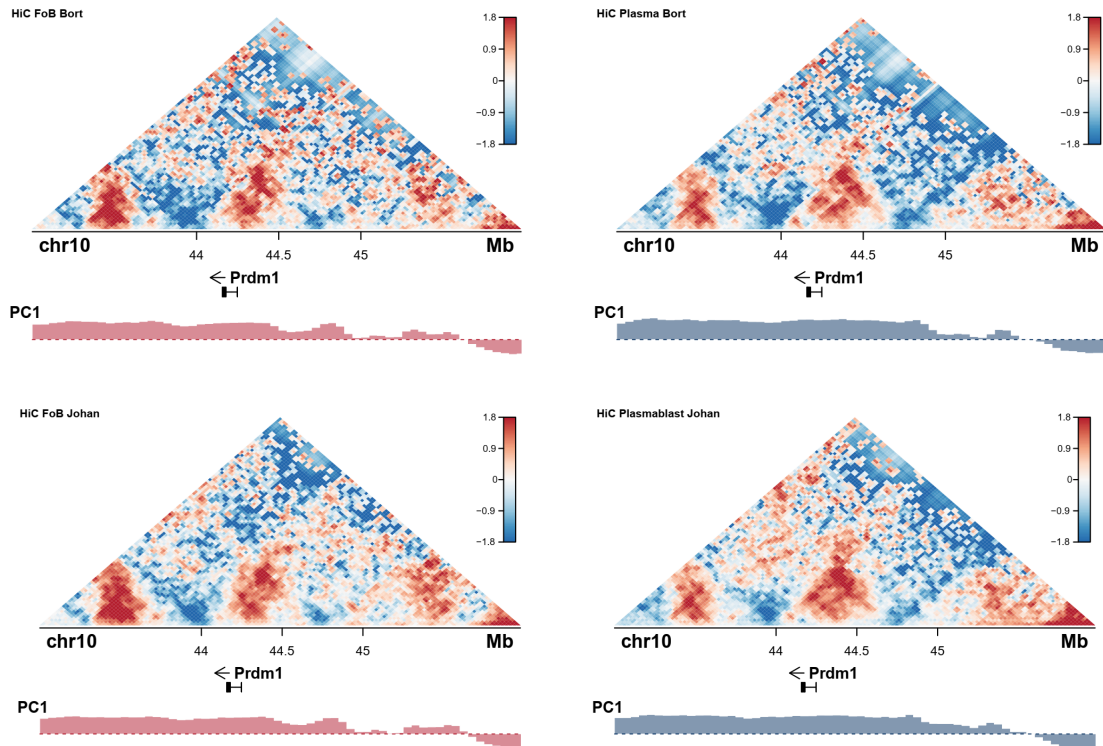 HiC FoB Bort
1.8
0.9
0
−0.9
−1.8
chr10
Mb
44
44.5
45
Prdm1
PC1
HiC Plasma Bort
1.8
0.9
0
−0.9
−1.8
chr10
Mb
44
44.5
45
Prdm1
PC1
HiC FoB Johan
1.8
0.9
0
−0.9
−1.8
chr10
Mb
44
44.5
45
Prdm1
PC1
HiC Plasmablast Johan
1.8
0.9
0
−0.9
−1.8
chr10
Mb
44
44.5
45
Prdm1
PC1